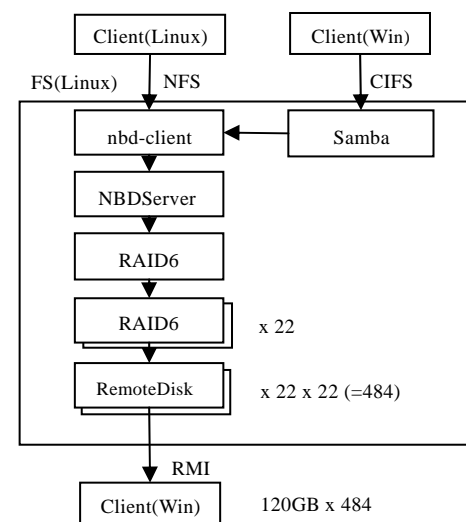 Client(Linux)
Client(Win)
FS(Linux)
NFS
CIFS
nbd-client
Samba
NBDServer
RAID6
RAID6
x 22
RemoteDisk
x 22 x 22 (=484)
RMI
Client(Win)
120GB x 484